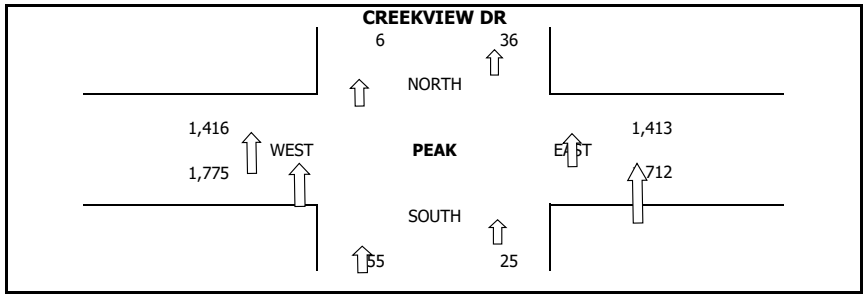 CREEKVIEW DR
6 36
NORTH
1,416 1,413
WEST PEAK EAST
1,775 712
SOUTH
55 25